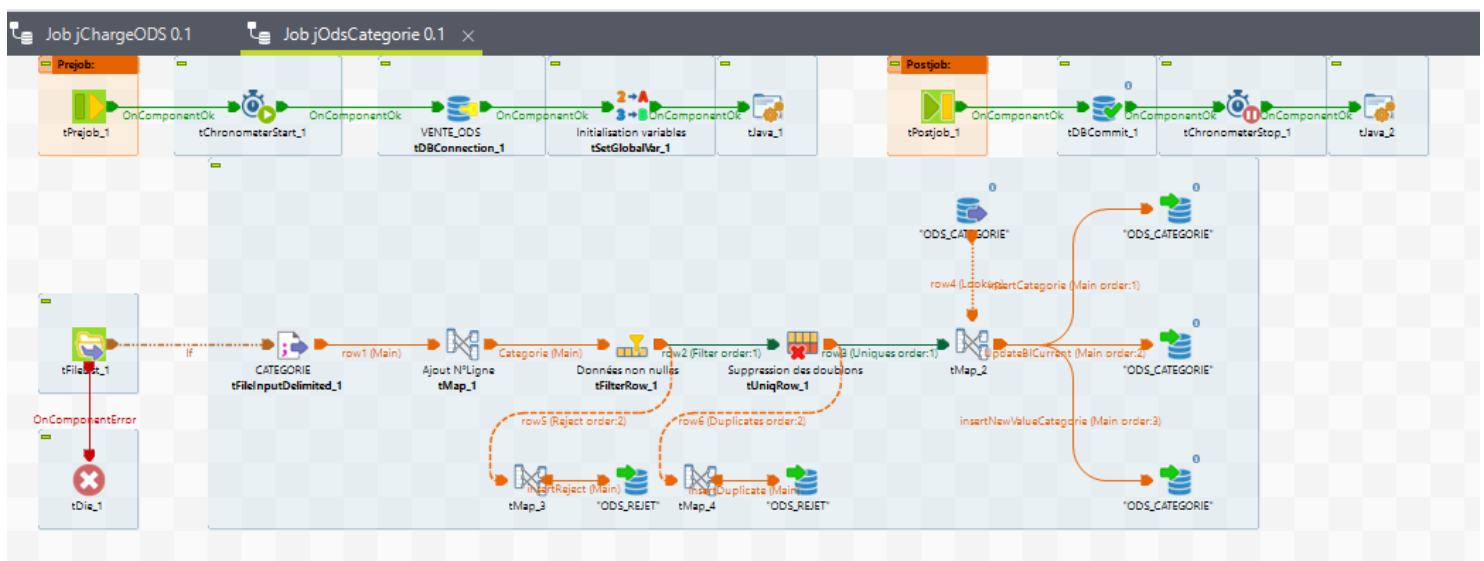 Job jChargeODS 0.1
Job jOdsCategorie 0.1
Prejob:
Postjob:
OnComponentOk
OnComponentOk
OnComponentOk
OnComponentOk
OnComponentOk
OnComponentOk
OnComponentOk
tPrejob_1
tChronometerStart_1
VENTE_ODS
tDBConnection_1
Initialisation variables
tSetGlobalVar_1
tJava_1
tPostjob_1
tDBCommit_1
tChronometerStop_1
tJava_2
"ODS_CATEGORIE"
"ODS_CATEGORIE"
row4 (Lookup)
insertCategorie (Main order:1)
If
row1 (Main)
Categorie (Main)
row2 (Filter order:1)
row3 (Uniques order:1)
UpdateBlCurrent (Main order:2)
tFileList_1
CATEGORIE
tFileInputDelimited_1
Ajout N°Ligne
tMap_1
Données non nulles
tFilterRow_1
Suppression des doublons
tUniqRow_1
tMap_2
"ODS_CATEGORIE"
OnComponentError
row5 (Reject order:2)
row6 (Duplicates order:2)
insertNewValueCategorie (Main order:3)
insertReject (Main)
insertDuplicate (Main)
tDie_1
tMap_3
"ODS_REJET"
tMap_4
"ODS_REJET"
"ODS_CATEGORIE"